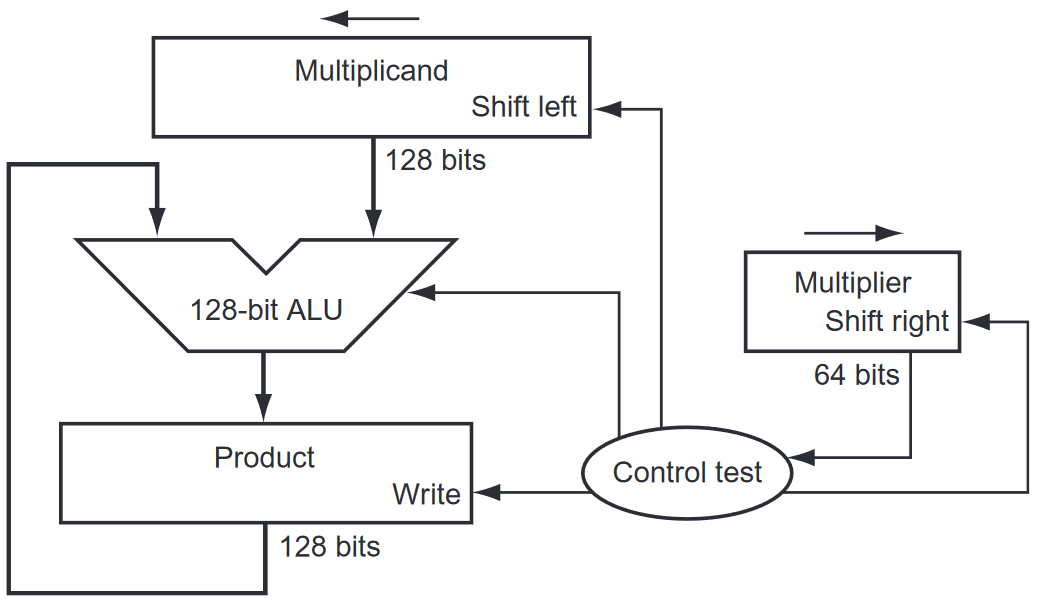 Multiplicand
Shift left
128 bits
128-bit ALU
Multiplier
Shift right
64 bits
Product
Write
Control test
128 bits